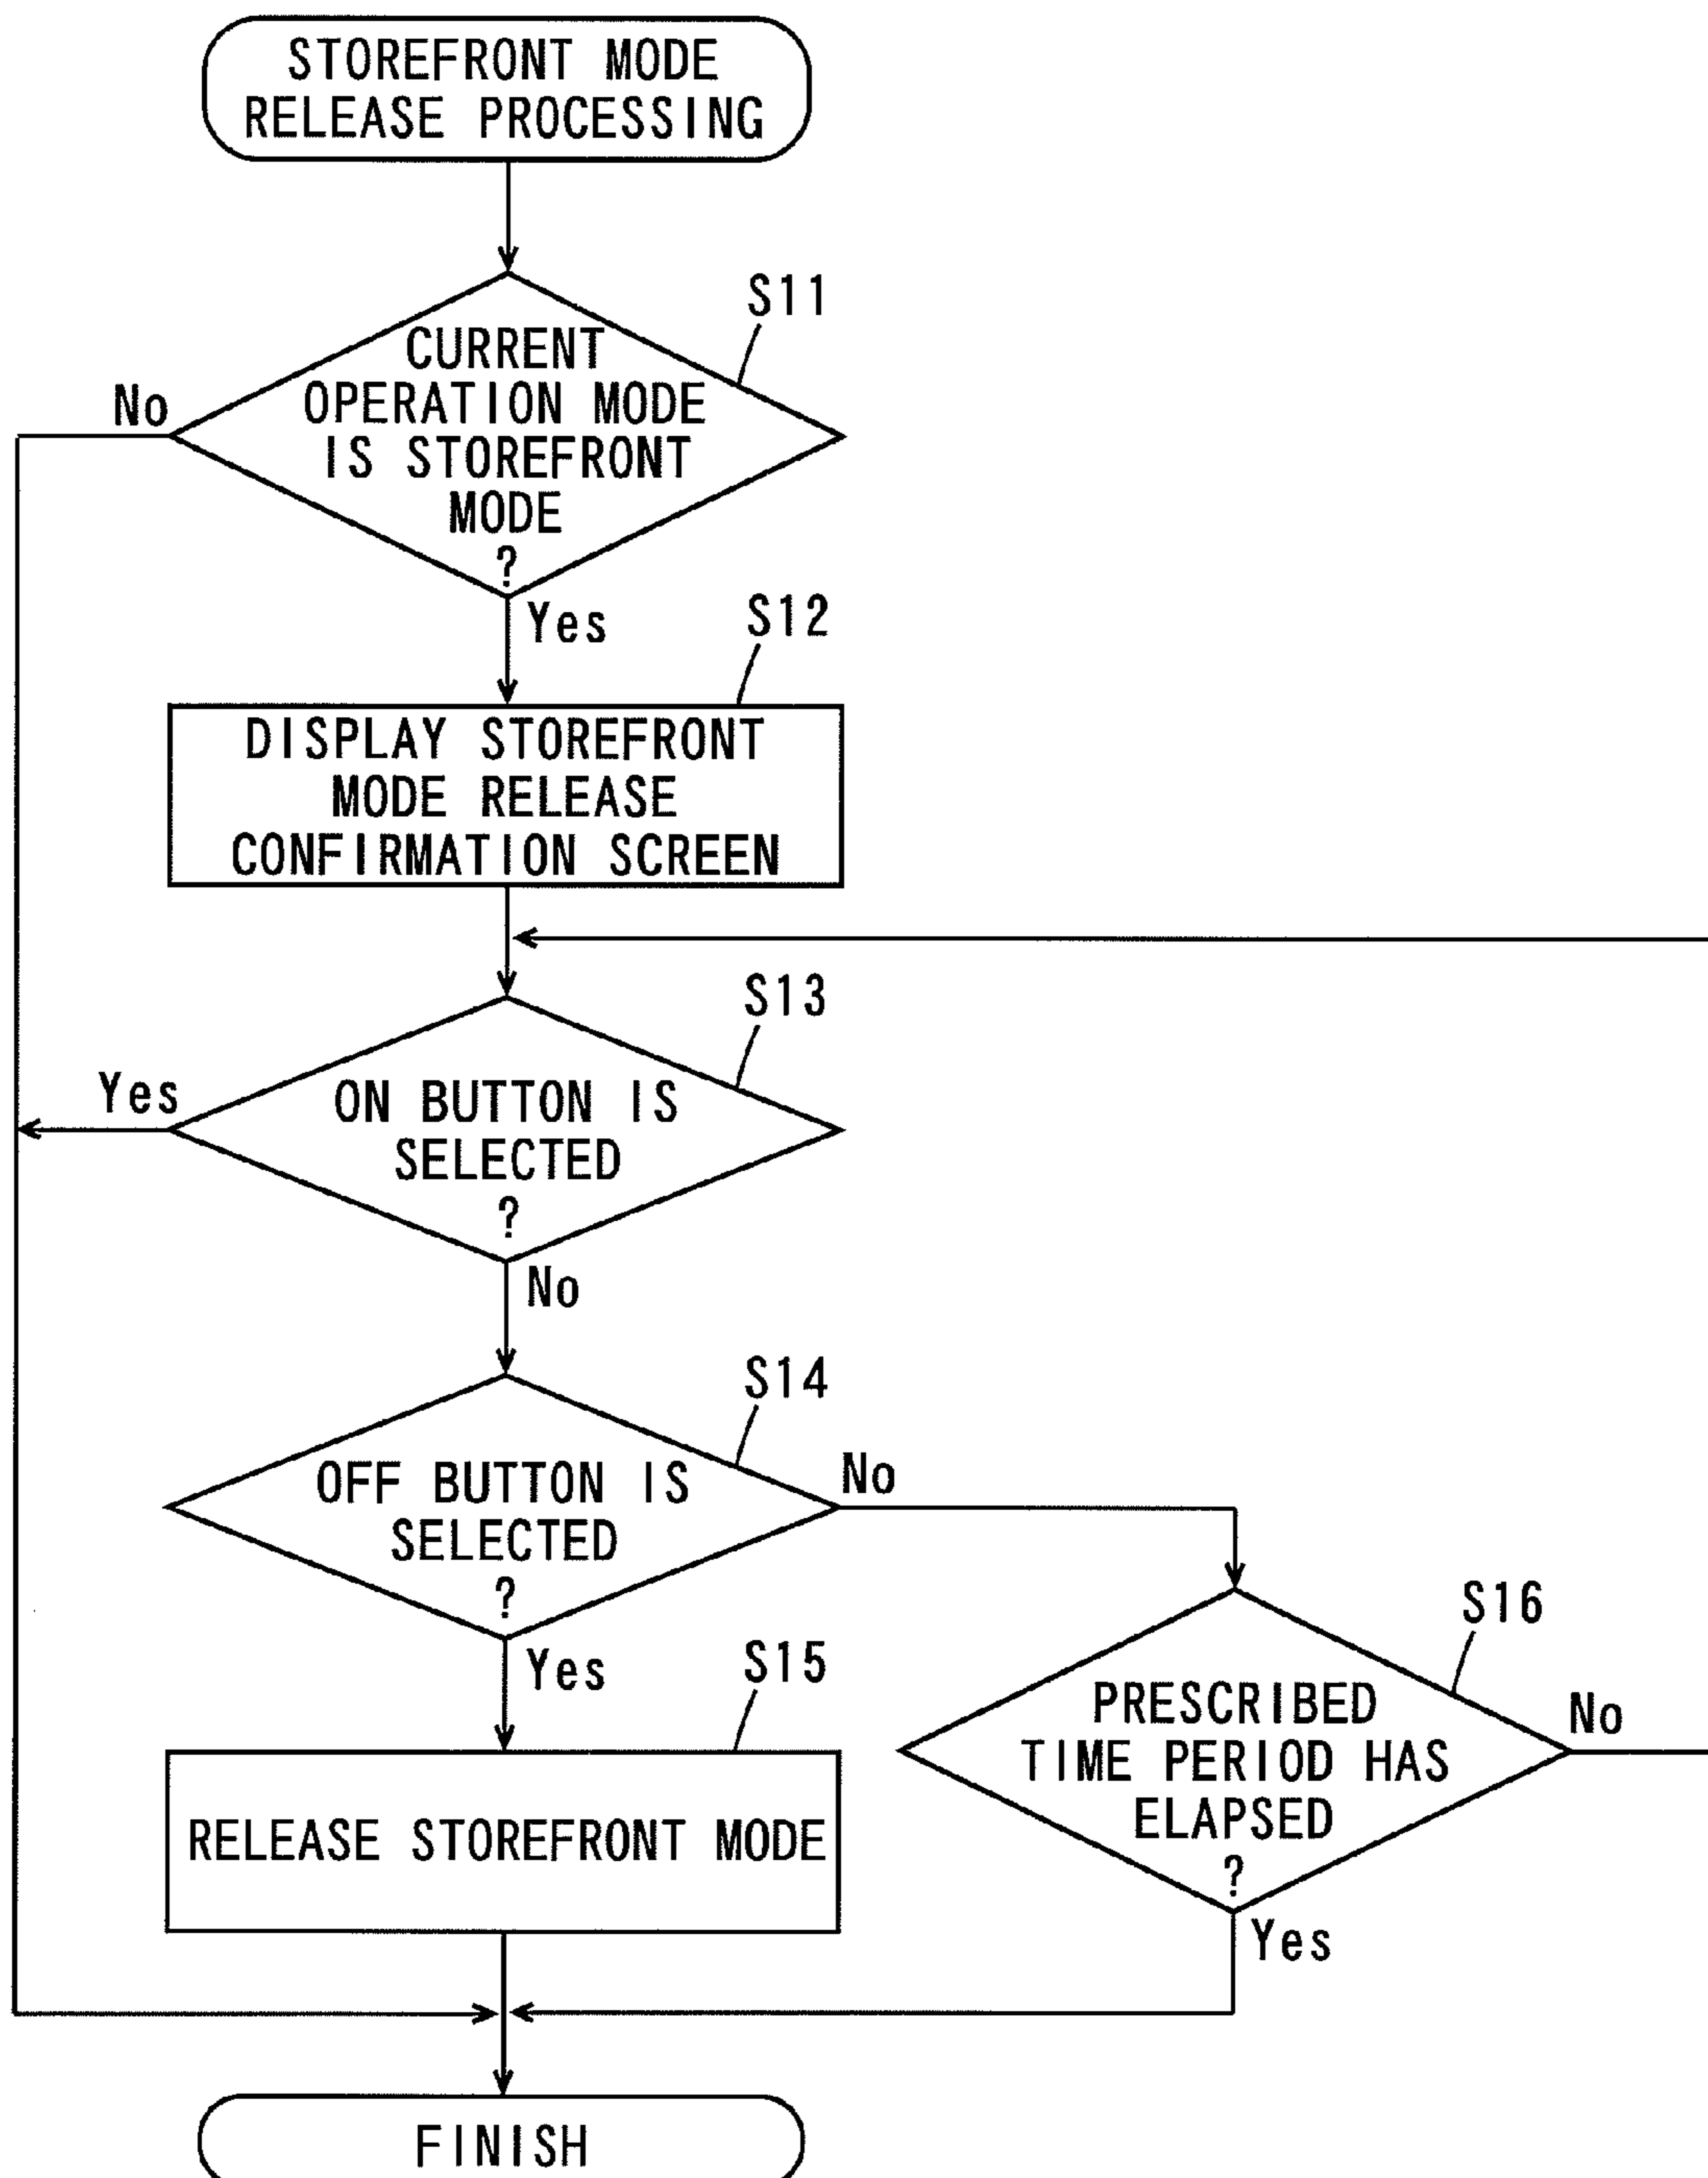 STOREFRONT MODE
RELEASE PROCESSING
S11
CURRENT
OPERATION MODE
IS STOREFRONT
MODE
?
No
Yes
S12
DISPLAY STOREFRONT
MODE RELEASE
CONFIRMATION SCREEN
S13
Yes
ON BUTTON IS
SELECTED
?
No
S14
OFF BUTTON IS
SELECTED
?
No
Yes
S15
RELEASE STOREFRONT MODE
S16
PRESCRIBED
TIME PERIOD HAS
ELAPSED
?
No
Yes
FINISH